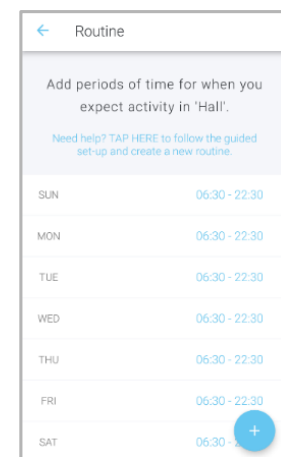 ← Routine
Add periods of time for when you
expect activity in 'Hall'.
Need help? TAP HERE to follow the guided
set-up and create a new routine.
SUN 06:30 - 22:30
MON 06:30 - 22:30
TUE 06:30 - 22:30
WED 06:30 - 22:30
THU 06:30 - 22:30
FRI 06:30 - 22:30
SAT 06:30 -
+